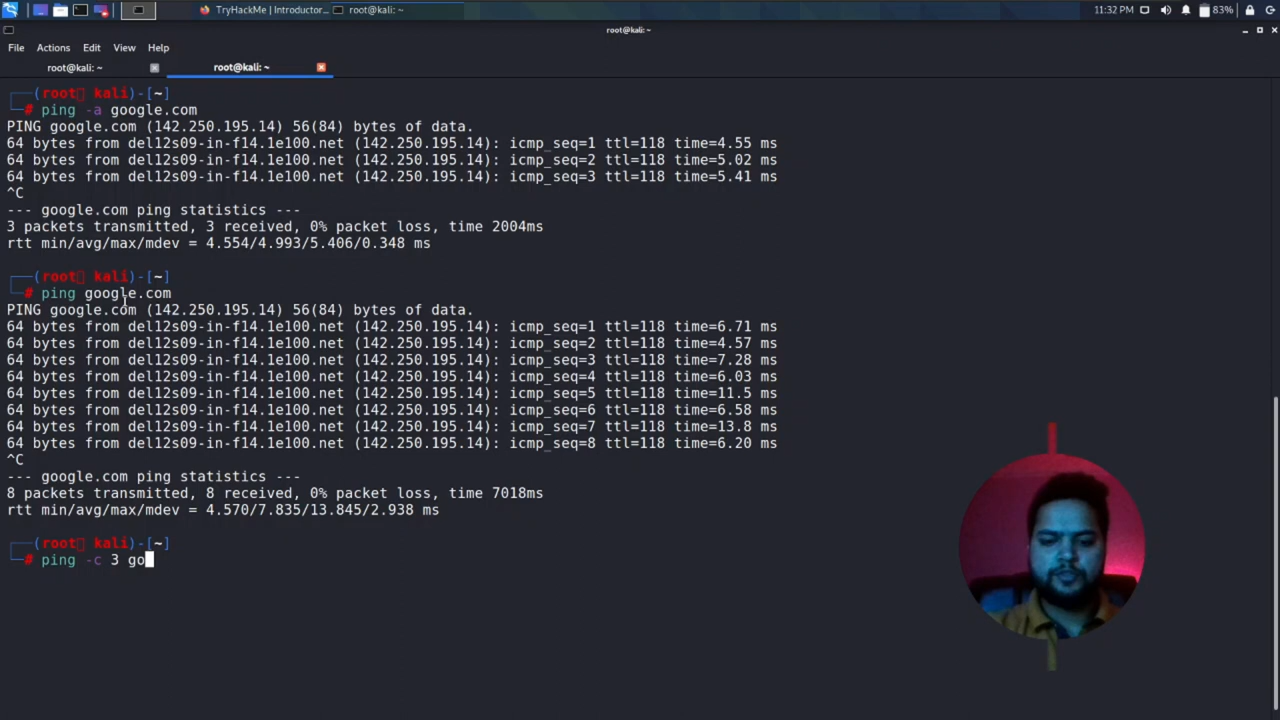 TryHackMe | Introductor…
root@kali: ~
11:32 PM
83%
root@kali:~
File Actions Edit View Help
root@kali: ~
root@kali: ~
┌──(root kali)-[~]
└─# ping -a google.com
PING google.com (142.250.195.14) 56(84) bytes of data.
64 bytes from del12s09-in-f14.1e100.net (142.250.195.14): icmp_seq=1 ttl=118 time=4.55 ms
64 bytes from del12s09-in-f14.1e100.net (142.250.195.14): icmp_seq=2 ttl=118 time=5.02 ms
64 bytes from del12s09-in-f14.1e100.net (142.250.195.14): icmp_seq=3 ttl=118 time=5.41 ms
^C
--- google.com ping statistics ---
3 packets transmitted, 3 received, 0% packet loss, time 2004ms
rtt min/avg/max/mdev = 4.554/4.993/5.406/0.348 ms
┌──(root kali)-[~]
└─# ping google.com
PING google.com (142.250.195.14) 56(84) bytes of data.
64 bytes from del12s09-in-f14.1e100.net (142.250.195.14): icmp_seq=1 ttl=118 time=6.71 ms
64 bytes from del12s09-in-f14.1e100.net (142.250.195.14): icmp_seq=2 ttl=118 time=4.57 ms
64 bytes from del12s09-in-f14.1e100.net (142.250.195.14): icmp_seq=3 ttl=118 time=7.28 ms
64 bytes from del12s09-in-f14.1e100.net (142.250.195.14): icmp_seq=4 ttl=118 time=6.03 ms
64 bytes from del12s09-in-f14.1e100.net (142.250.195.14): icmp_seq=5 ttl=118 time=11.5 ms
64 bytes from del12s09-in-f14.1e100.net (142.250.195.14): icmp_seq=6 ttl=118 time=6.58 ms
64 bytes from del12s09-in-f14.1e100.net (142.250.195.14): icmp_seq=7 ttl=118 time=13.8 ms
64 bytes from del12s09-in-f14.1e100.net (142.250.195.14): icmp_seq=8 ttl=118 time=6.20 ms
^C
--- google.com ping statistics ---
8 packets transmitted, 8 received, 0% packet loss, time 7018ms
rtt min/avg/max/mdev = 4.570/7.835/13.845/2.938 ms
┌──(root kali)-[~]
└─# ping -c 3 go